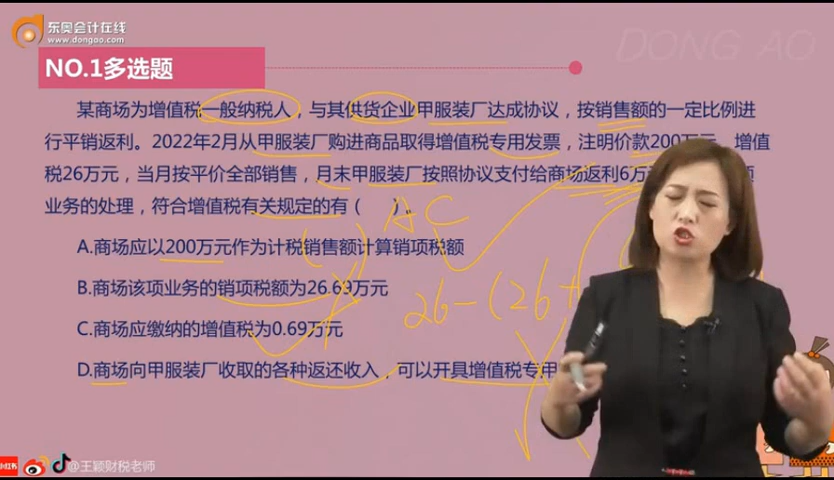 东奥会计在线
www.dongao.com
DONG AO
NO.1多选题
某商场为增值税一般纳税人，与其供货企业甲服装厂达成协议，按销售额的一定比例进
行平销返利。2022年2月从甲服装厂购进商品取得增值税专用发票，注明价款200万元、增值
税26万元，当月按平价全部销售，月末甲服装厂按照协议支付给商场返利6万
业务的处理，符合增值税有关规定的有（ ）。
AC
A.商场应以200万元作为计税销售额计算销项税额
B.商场该项业务的销项税额为26.69万元
26-(26+
C.商场应缴纳的增值税为0.69万元
D.商场向甲服装厂收取的各种返还收入，可以开具增值税专用
小红书
@王颖财税老师